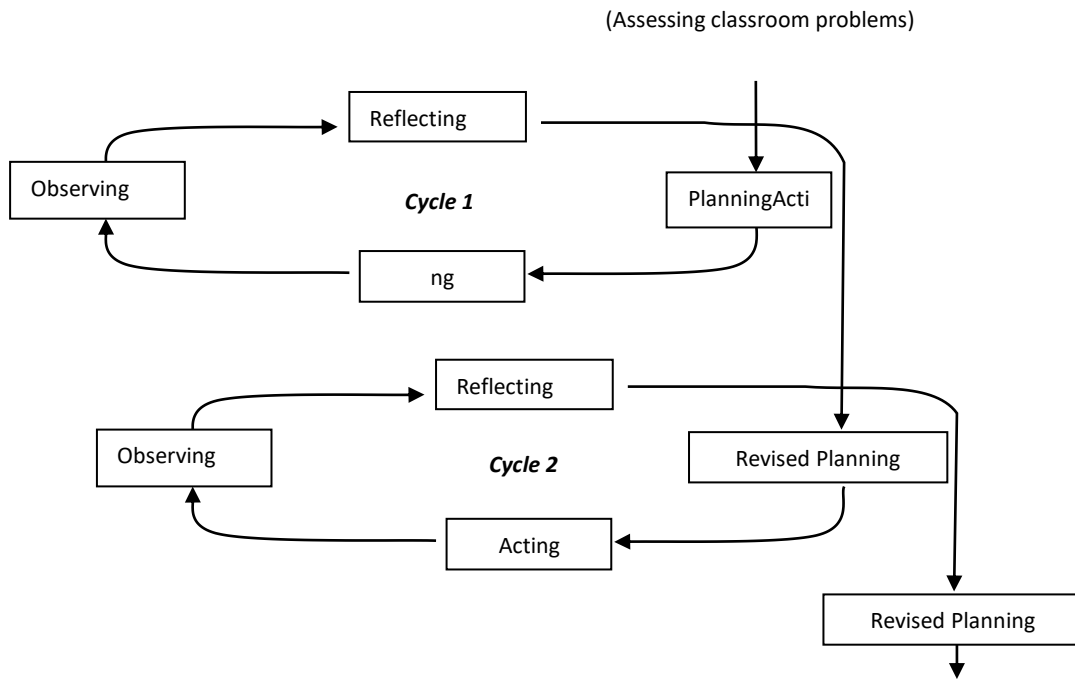 (Assessing classroom problems)
Reflecting
Observing
Cycle 1
PlanningActi
ng
Reflecting
Observing
Cycle 2
Revised Planning
Acting
Revised Planning